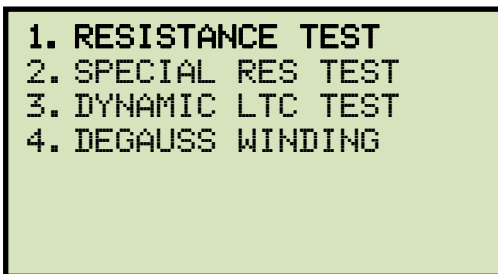 1. RESISTANCE TEST
2. SPECIAL RES TEST
3. DYNAMIC LTC TEST
4. DEGAUSS WINDING